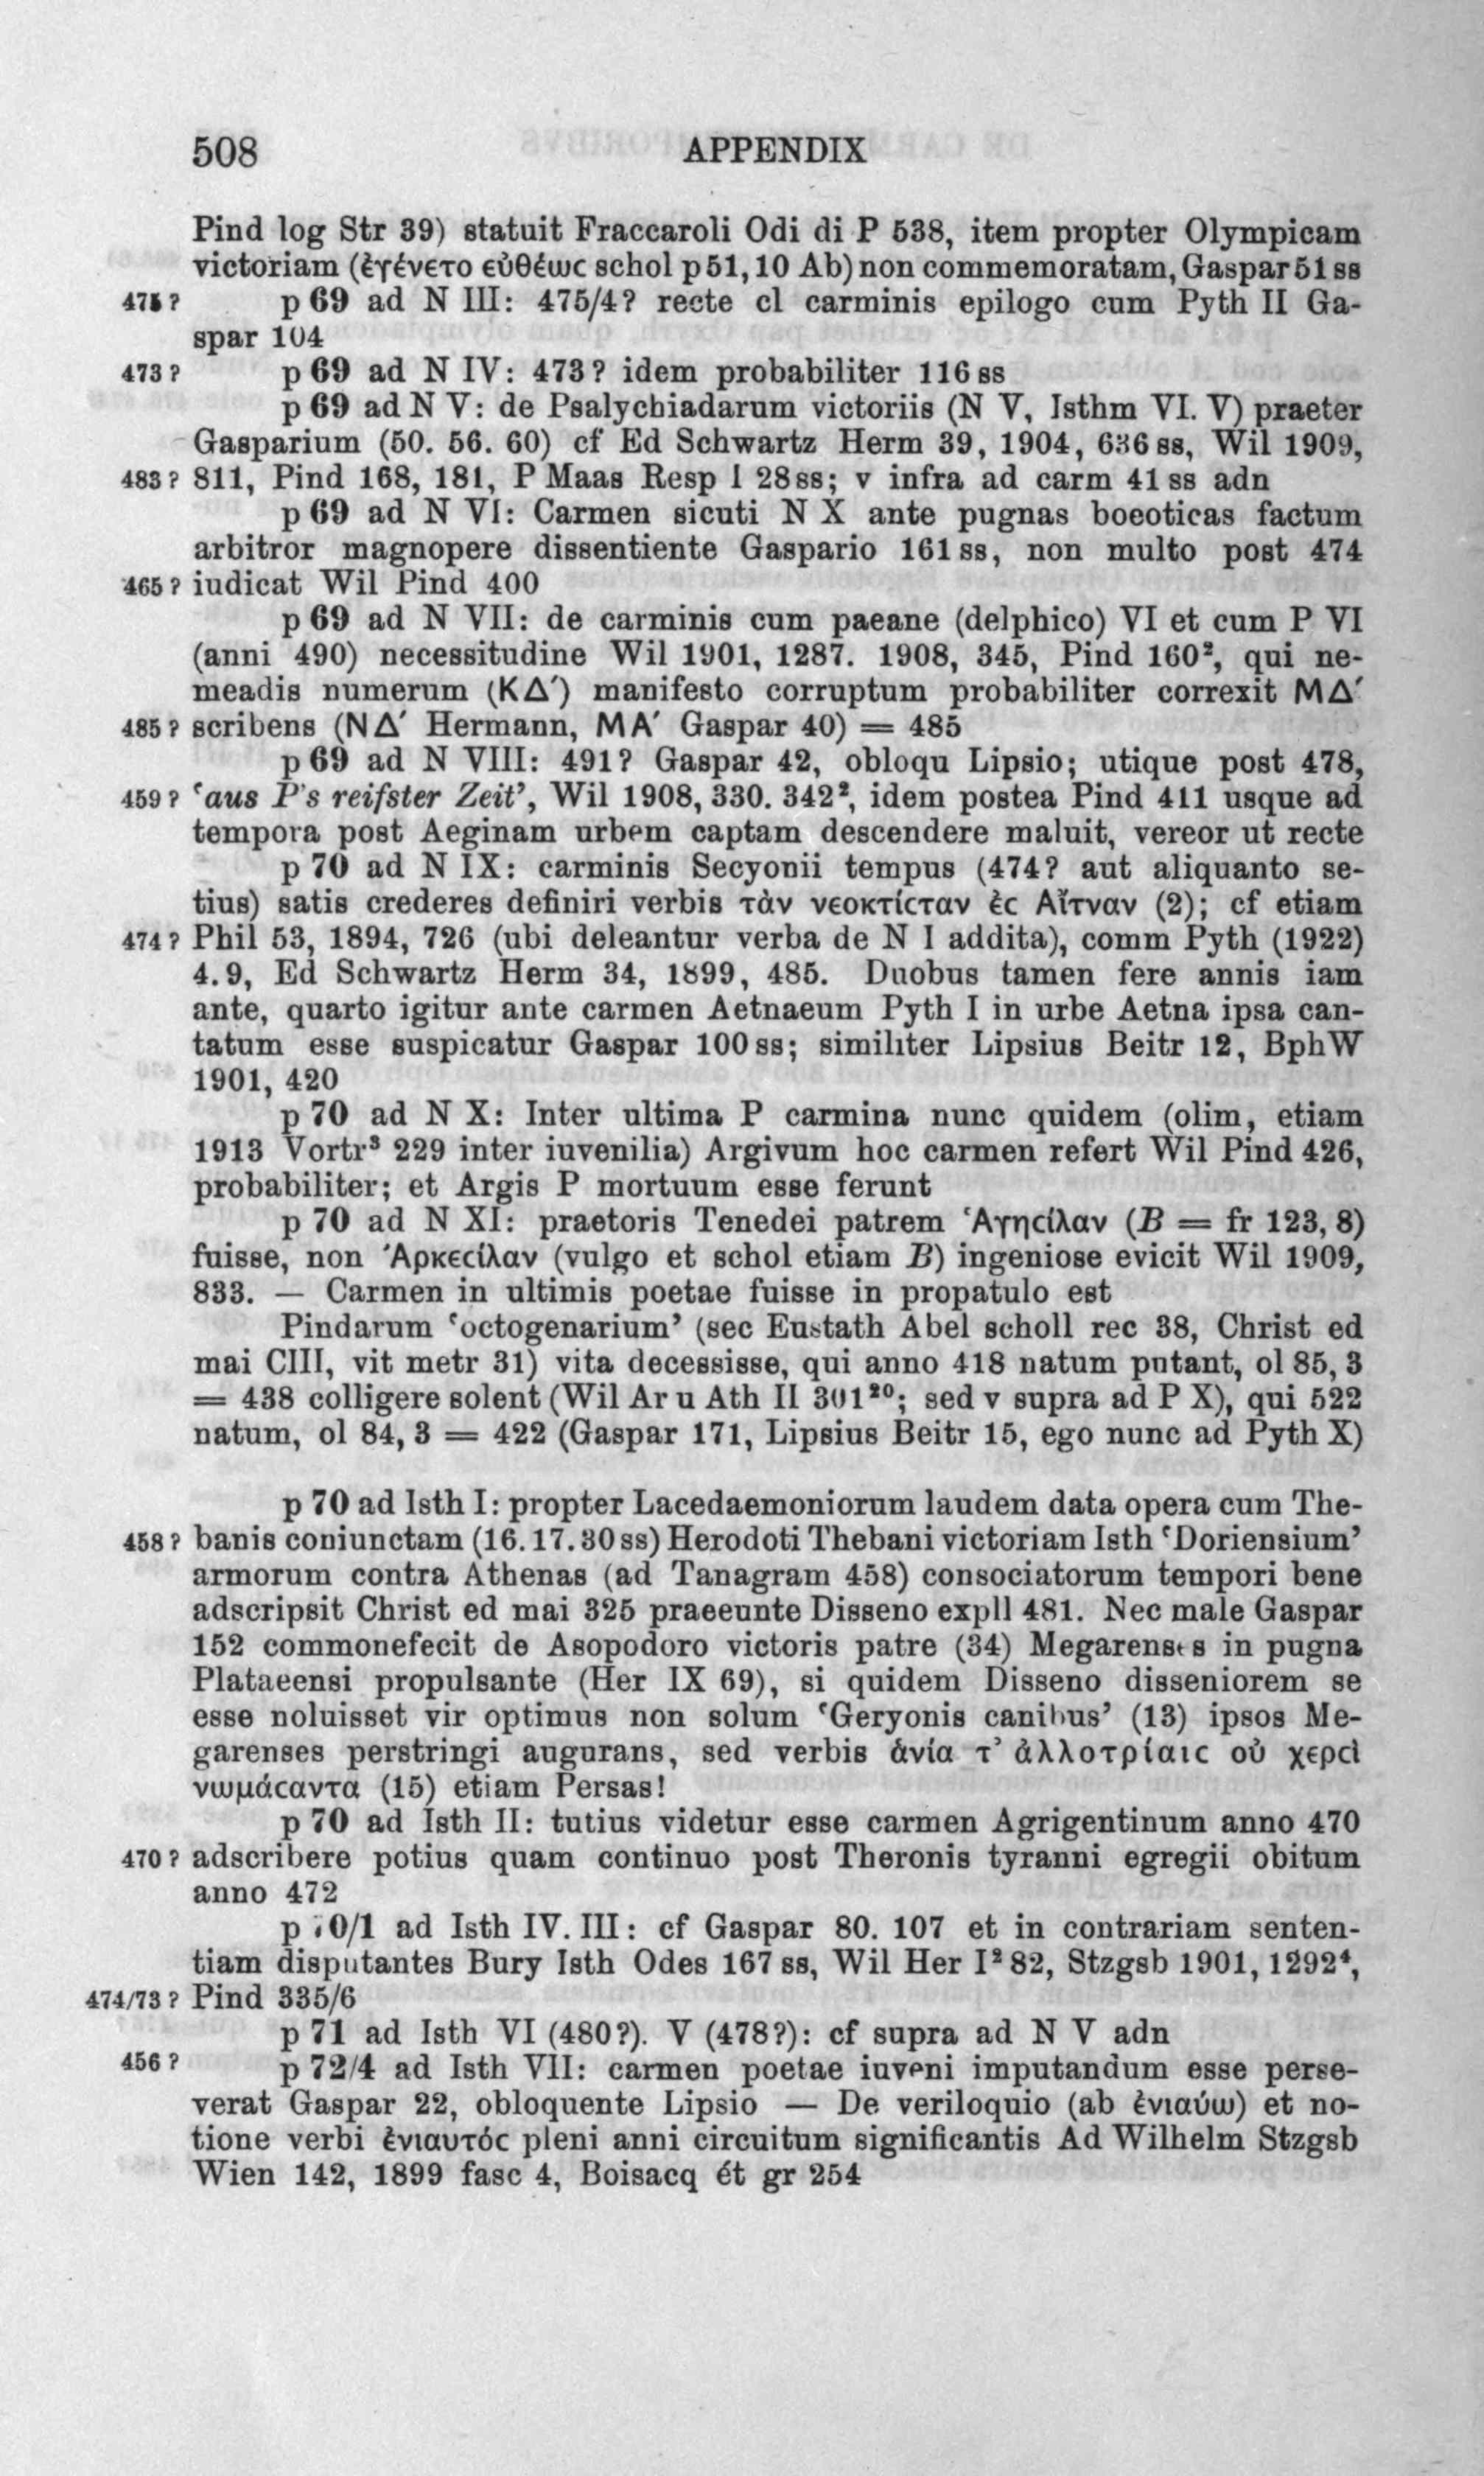 508 APPENDIX
Pind log Str 39) statuit Fraccaroli Odi di P 538, item propter Olympicam
victoriam (ἐγένετο εὐθέωϲ schol p 51, 10 Ab) non commemoratam, Gaspar 51 ss
p 69 ad N III: 475/4? recte cl carminis epilogo cum Pyth II Ga-
spar 104
473? p 69 ad N IV: 473? idem probabiliter 116 ss
p 69 ad N V: de Psalychiadarum victoriis (N V, Isthm VI. V) praeter
Gasparium (50. 56. 60) cf Ed Schwartz Herm 39, 1904, 636 ss, Wil 1909,
483? 811, Pind 168, 181, P Maas Resp I 28 ss; v infra ad carm 41 ss adn
p 69 ad N VI: Carmen sicuti N X ante pugnas boeoticas factum
arbitror magnopere dissentiente Gaspario 161 ss, non multo post 474
465? iudicat Wil Pind 400
p 69 ad N VII: de carminis cum paeane (delphico) VI et cum P VI
(anni 490) necessitudine Wil 1901, 1287. 1908, 345, Pind 160², qui ne-
meadis numerum (ΚΔ′) manifesto corruptum probabiliter correxit ΜΔ′
485? scribens (ΝΔ′ Hermann, ΜΑ′ Gaspar 40) = 485
p 69 ad N VIII: 491? Gaspar 42, obloqu Lipsio; utique post 478,
459? ‘aus P's reifster Zeit’, Wil 1908, 330. 342², idem postea Pind 411 usque ad
tempora post Aeginam urbem captam descendere maluit, vereor ut recte
p 70 ad N IX: carminis Secyonii tempus (474? aut aliquanto se-
tius) satis crederes definiri verbis τὰν νεοκτίϲταν ἐϲ Αἴτναν (2); cf etiam
474? Phil 53, 1894, 726 (ubi deleantur verba de N I addita), comm Pyth (1922)
4. 9, Ed Schwartz Herm 34, 1899, 485. Duobus tamen fere annis iam
ante, quarto igitur ante carmen Aetnaeum Pyth I in urbe Aetna ipsa can-
tatum esse suspicatur Gaspar 100 ss; similiter Lipsius Beitr 12, BphW
1901, 420
p 70 ad N X: Inter ultima P carmina nunc quidem (olim, etiam
1913 Vortr³ 229 inter iuvenilia) Argivum hoc carmen refert Wil Pind 426,
probabiliter; et Argis P mortuum esse ferunt
p 70 ad N XI: praetoris Tenedei patrem Ἁγηϲίλαν (B = fr 123, 8)
fuisse, non Ἀρκεϲίλαν (vulgo et schol etiam B) ingeniose evicit Wil 1909,
833. — Carmen in ultimis poetae fuisse in propatulo est
Pindarum ‘octogenarium’ (sec Eustath Abel scholl rec 38, Christ ed
mai CIII, vit metr 31) vita decessisse, qui anno 418 natum putant, ol 85, 3
= 438 colligere solent (Wil Ar u Ath II 301²⁰; sed v supra ad P X), qui 522
natum, ol 84, 3 = 422 (Gaspar 171, Lipsius Beitr 15, ego nunc ad Pyth X)
p 70 ad Isth I: propter Lacedaemoniorum laudem data opera cum The-
458? banis coniunctam (16. 17. 30 ss) Herodoti Thebani victoriam Isth ‘Doriensium’
armorum contra Athenas (ad Tanagram 458) consociatorum tempori bene
adscripsit Christ ed mai 325 praeeunte Disseno expll 481. Nec male Gaspar
152 commonefecit de Asopodoro victoris patre (34) Megarenses in pugna
Plataeensi propulsante (Her IX 69), si quidem Disseno disseniorem se
esse noluisset vir optimus non solum ‘Geryonis canibus’ (13) ipsos Me-
garenses perstringi augurans, sed verbis ἁνία τ’ ἀλλοτρίαιϲ οὐ χερϲὶ
νωμάϲαντα (15) etiam Persas!
p 70 ad Isth II: tutius videtur esse carmen Agrigentinum anno 470
470? adscribere potius quam continuo post Theronis tyranni egregii obitum
anno 472
p 70/1 ad Isth IV. III: cf Gaspar 80. 107 et in contrariam senten-
tiam disputantes Bury Isth Odes 167 ss, Wil Her I² 82, Stzgsb 1901, 1292⁴,
474/73? Pind 335/6
p 71 ad Isth VI (480?). V (478?): cf supra ad N V adn
456? p 72/4 ad Isth VII: carmen poetae iuveni imputandum esse perse-
verat Gaspar 22, obloquente Lipsio — De veriloquio (ab ἐνιαύω) et no-
tione verbi ἐνιαυτόϲ pleni anni circuitum significantis Ad Wilhelm Stzgsb
Wien 142, 1899 fasc 4, Boisacq ét gr 254